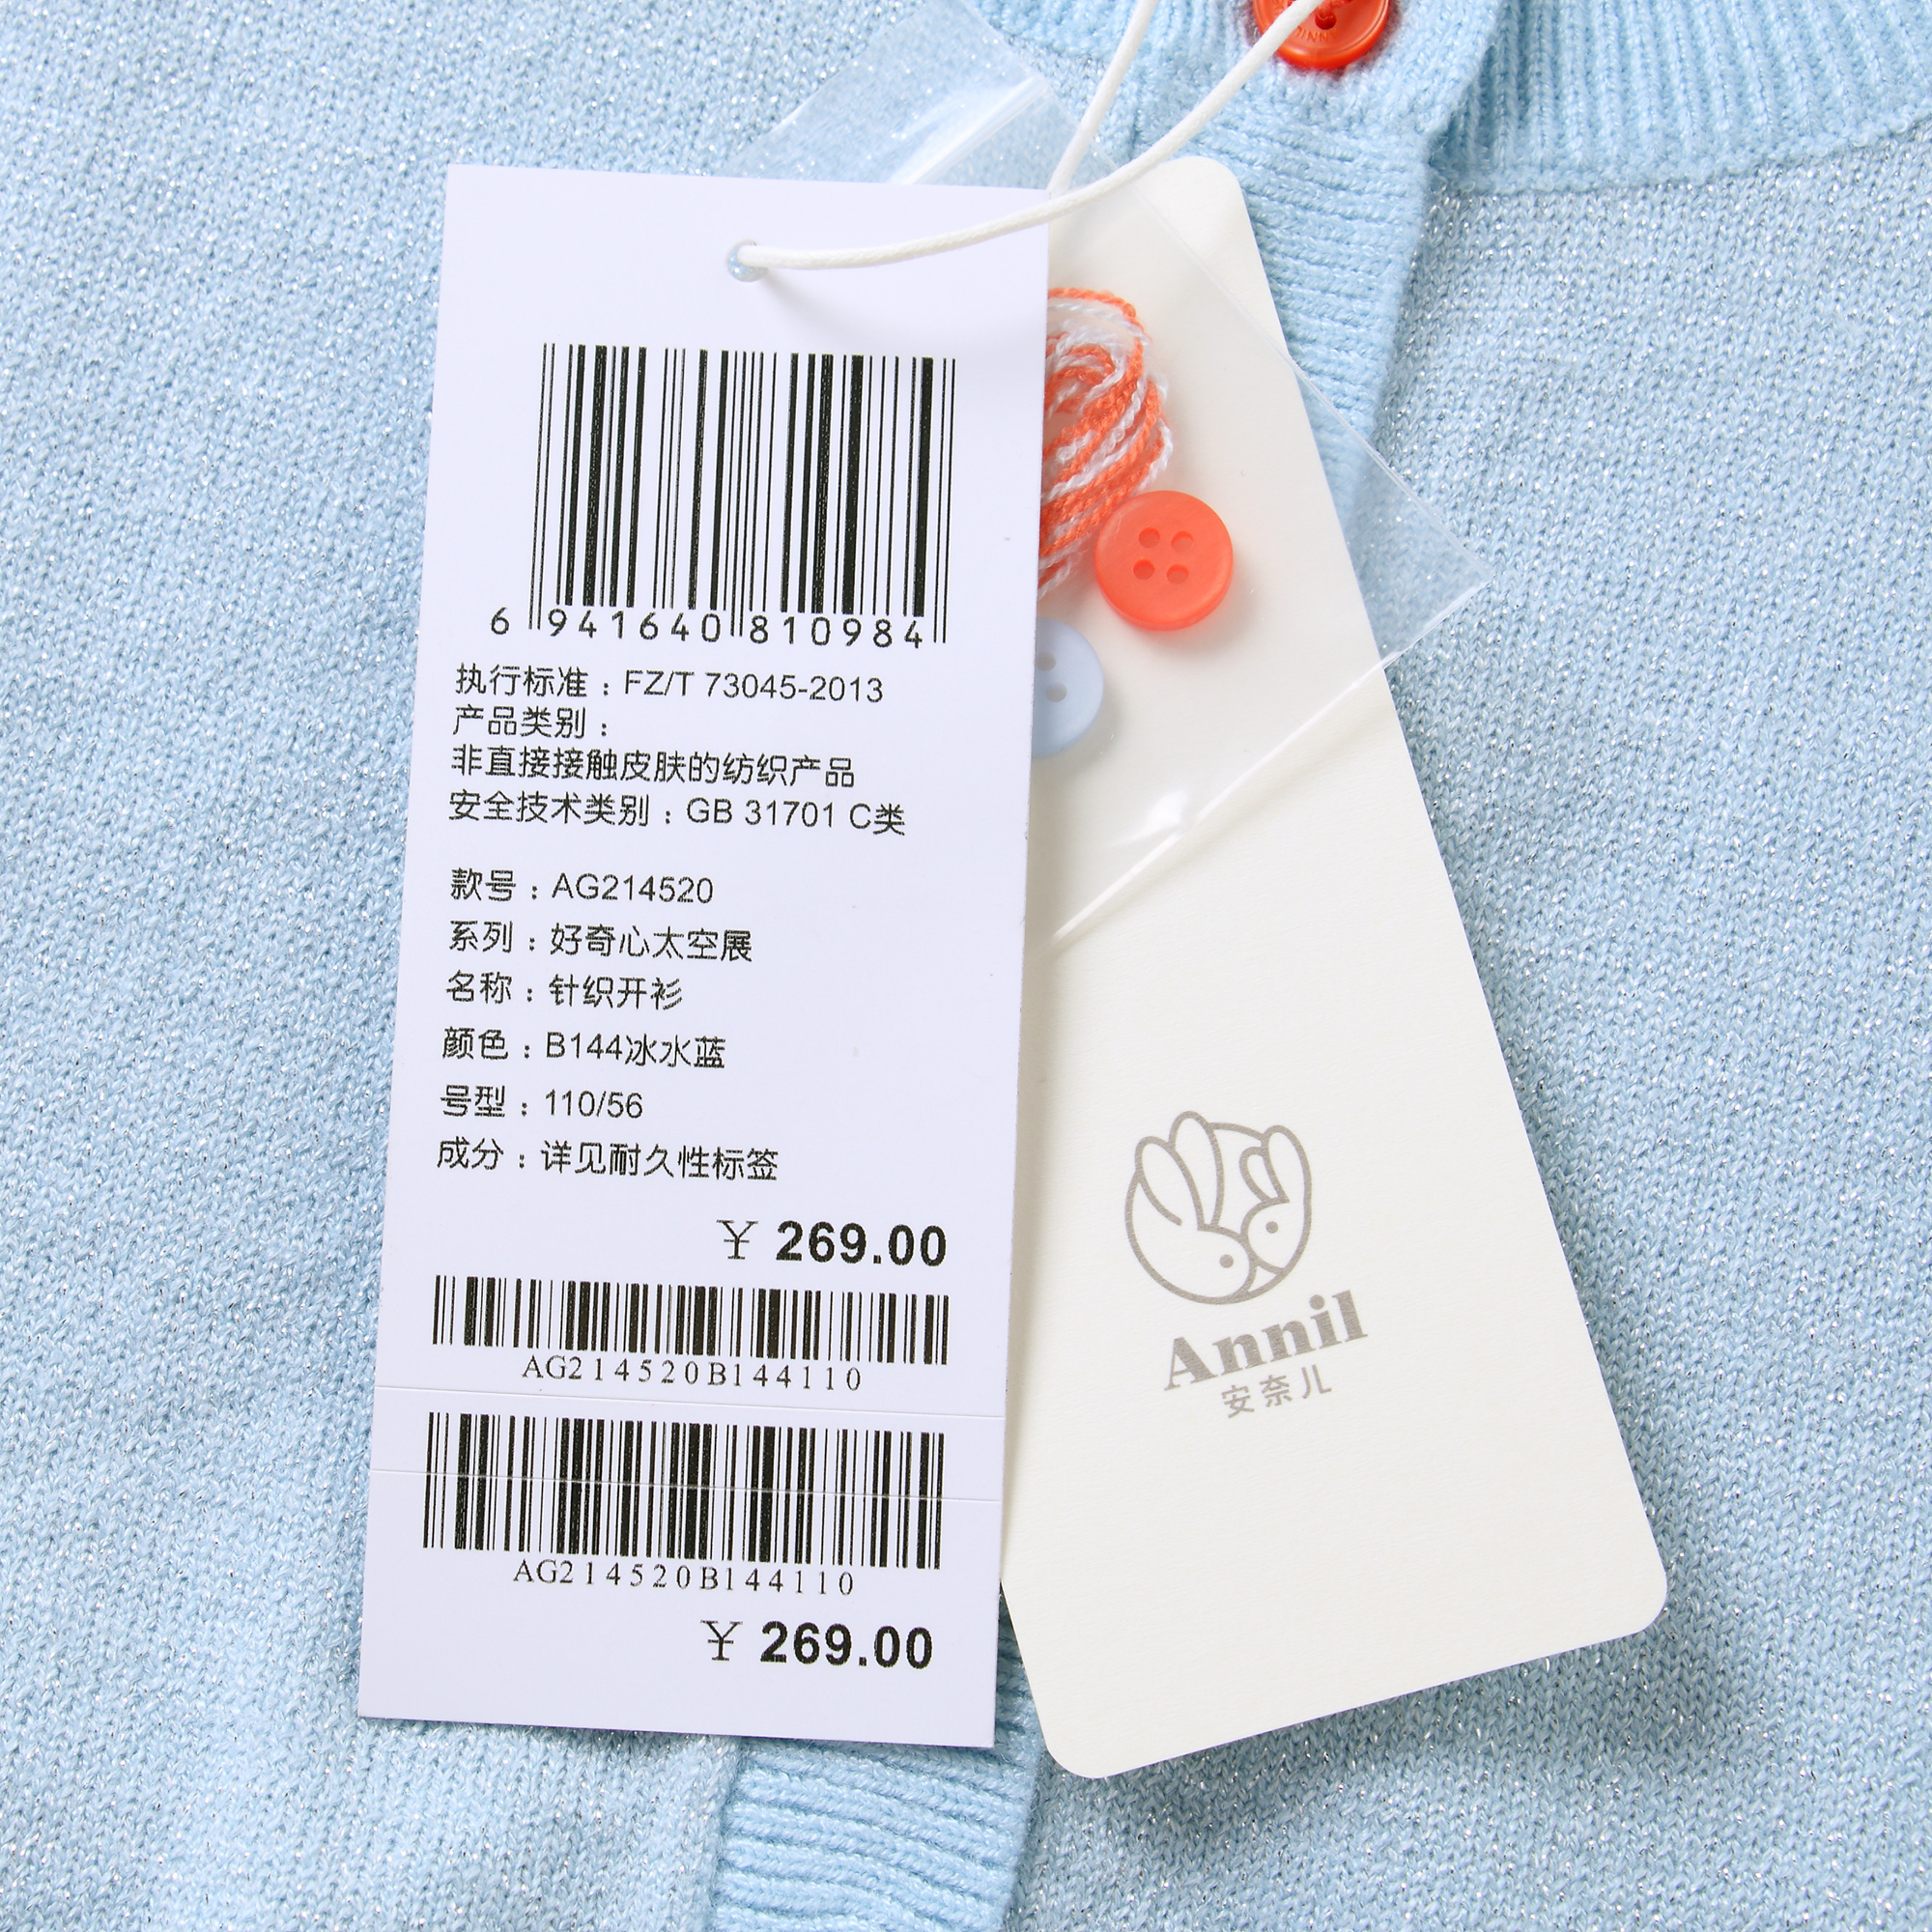 6 941640 810984
执行标准：FZ/T 73045-2013
产品类别：
非直接接触皮肤的纺织产品
安全技术类别：GB 31701 C类
款号：AG214520
系列：好奇心太空展
名称：针织开衫
颜色：B144冰水蓝
号型：110/56
成分：详见耐久性标签
¥ 269.00
AG214520B144110
AG214520B144110
¥ 269.00
Annil
安奈儿